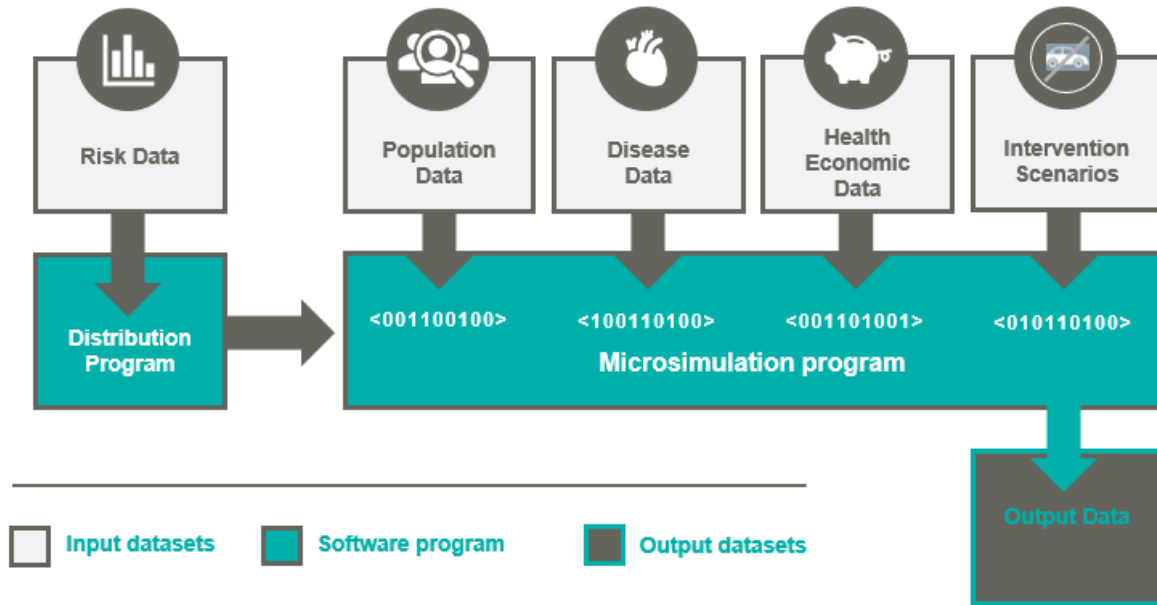 Risk Data
Population
Data
Disease
Data
Health
Economic
Data
Intervention
Scenarios
Distribution
Program
<001100100>
<100110100>
<001101001>
<010110100>
Microsimulation program
Output Data
Input datasets
Software program
Output datasets